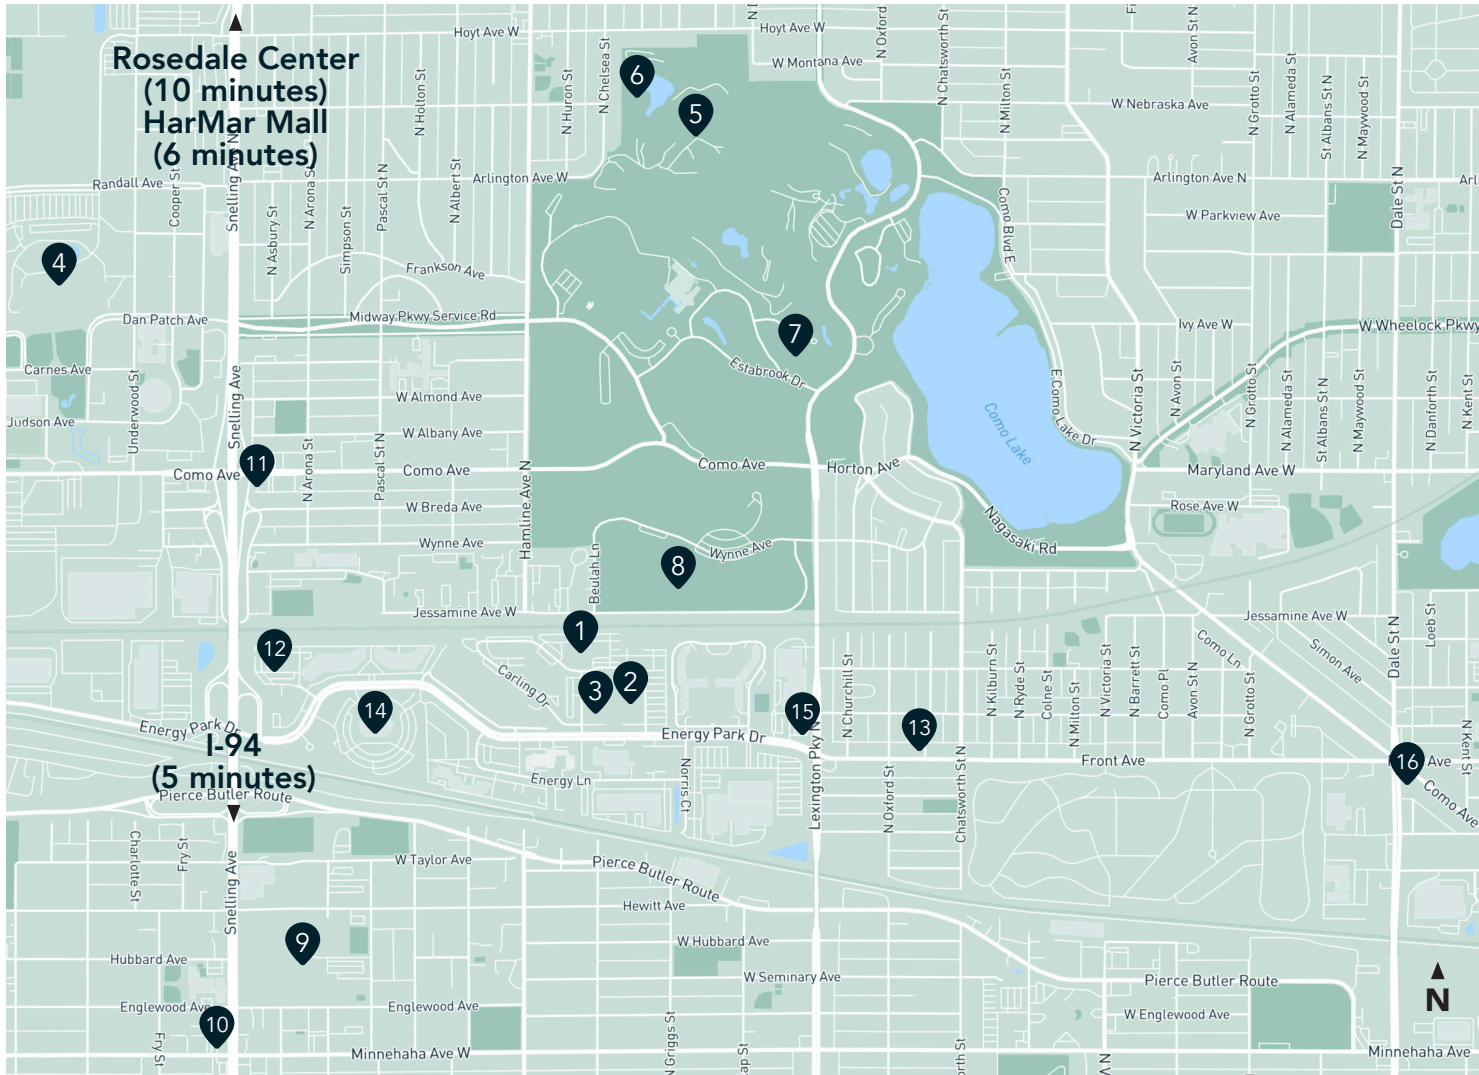 Hoyt Ave W
Hoyt Ave W
N Oxford
N Chatsworth St
Avon St N
Rosedale Center
(10 minutes)
HarMar Mall
(6 minutes)
N Holton St
N Huron St
N Chelsea St
6
5
W Montana Ave
N Milton St
W Nebraska Ave
N Grotto St
N Alameda St
St Albans St N
N Maywood St
Randall Ave
Cooper St
Snelling Ave N
N Asbury St
N Arona S
Simpson St
Pascal St N
N Albert St
Arlington Ave W
Arlington Ave N
W Parkview Ave
Dale St N
4
Frankson Ave
Como Blvd E
Dan Patch Ave
Midway Pkwy Service Rd
7
Ivy Ave W
W Wheelock Pkwy
Carnes Ave
Underwood St
Snelling Ave
Estabrook Dr
Judson Ave
W Almond Ave
W Albany Ave
Como Lake
E Como Lake Dr
N Victoria St
N Avon St
N Grotto St
N Alameda St
St Albans St N
N Maywood St
N Danforth St
N Kent St
Como Ave
11
N Arona St
Pascal St N
Como Ave
Hamline Ave N
Como Ave
Horton Ave
Maryland Ave W
W Breda Ave
Rose Ave W
Wynne Ave
Beulah Ln
8
Wynne Ave
Nagasaki Rd
Jessamine Ave W
1
Jessamine Ave W
Loeb St
12
Carling Dr
3
2
N Churchill St
N Kilburn St
N Ryde St
Colne St
N Milton St
N Victoria St
N Barrett St
Como Pl
Avon St N
N Grotto St
Como Ln
Simon Ave
Dale St N
14
15
13
Energy Park Dr
Energy Park Dr
I-94
(5 minutes)
Pierce Butler Route
Energy Ln
Norris Ct
Lexington Pky N
N Oxford St
Chatsworth St N
Front Ave
16
Ave
N Kent St
Como Ave
Charlotte St
Fry St
Snelling Ave
W Taylor Ave
Pierce Butler Route
Hewitt Ave
9
Hubbard Ave
W Hubbard Ave
W Seminary Ave
Pierce Butler Route
N
Englewood Ave
10
Englewood Ave
W Englewood Ave
Fry St
Minnehaha Ave W
N Griggs St
Minnehaha Ave